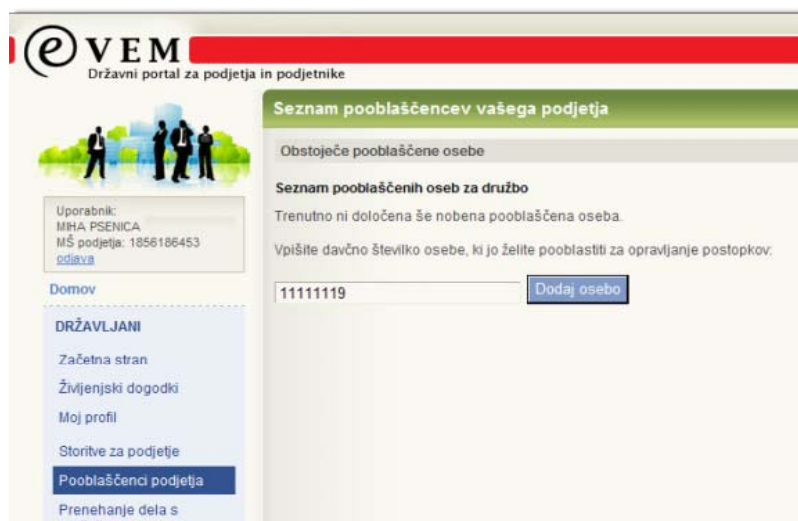 e VEM
Državni portal za podjetja in podjetnike
Seznam pooblaščencev vašega podjetja
Obstoječe pooblaščene osebe
Seznam pooblaščenih oseb za družbo
Trenutno ni določena še nobena pooblaščena oseba.
Vpišite davčno številko osebe, ki jo želite pooblastiti za opravljanje postopkov:
11111119
Dodaj osebo
Uporabnik:
MIHA PSENICA
MŠ podjetja: 1856186453
odjava
Domov
DRŽAVLJANI
Začetna stran
Življenjski dogodki
Moj profil
Storitve za podjetje
Pooblaščenci podjetja
Prenehanje dela s